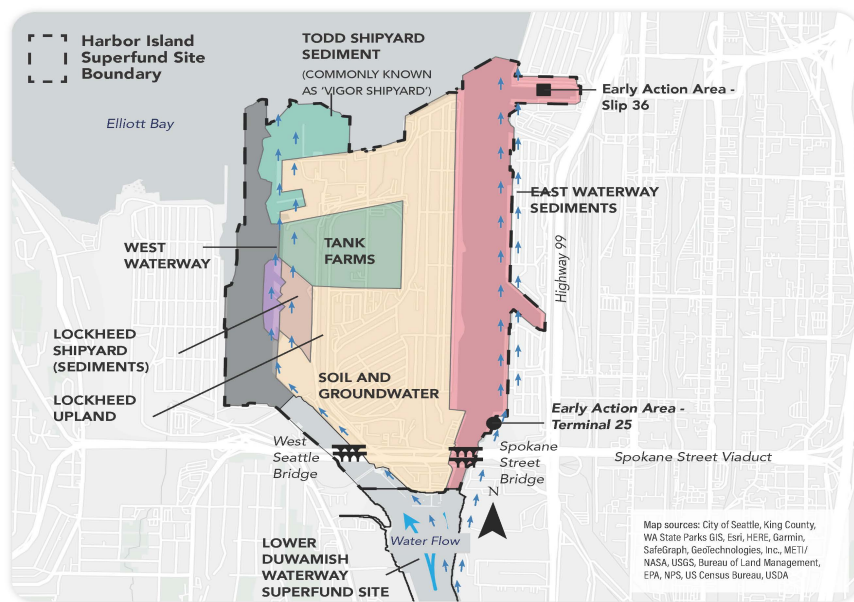 Harbor Island
Superfund Site
Boundary
TODD SHIPYARD
SEDIMENT
(COMMONLY KNOWN
AS ‘VIGOR SHIPYARD’)
Elliott Bay
Early Action Area -
Slip 36
EAST WATERWAY
SEDIMENTS
WEST
WATERWAY
TANK
FARMS
Highway 99
LOCKHEED
SHIPYARD
(SEDIMENTS)
LOCKHEED
UPLAND
SOIL AND
GROUNDWATER
Early Action Area -
Terminal 25
West
Seattle
Bridge
Spokane
Street
Bridge
Spokane Street Viaduct
N
Water Flow
LOWER
DUWAMISH
WATERWAY
SUPERFUND SITE
Map sources: City of Seattle, King County,
WA State Parks GIS, Esri, HERE, Garmin,
SafeGraph, GeoTechnologies, Inc., METI/
NASA, USGS, Bureau of Land Management,
EPA, NPS, US Census Bureau, USDA